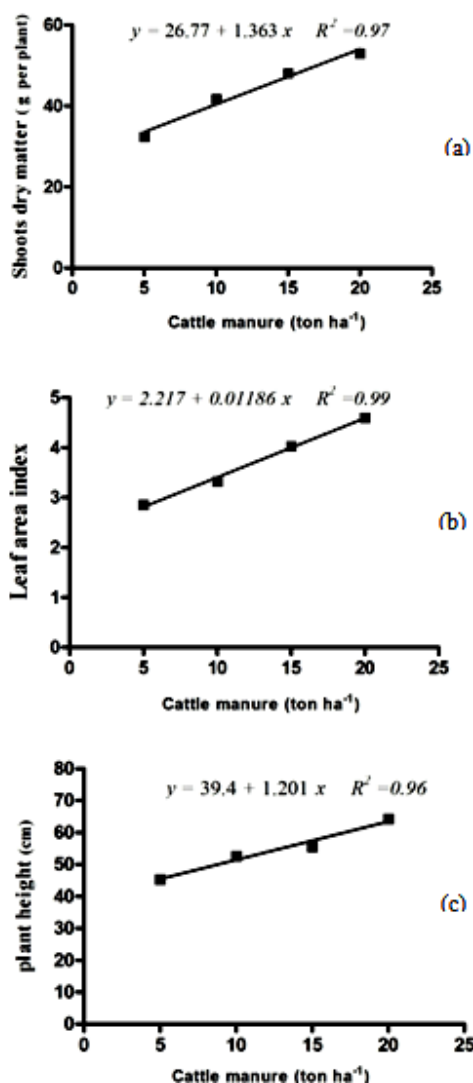 y = 26.77 + 1.363 x R² =0.97
60
40
20
0
0 5 10 15 20 25
Shoots dry matter ( g per plant)
Cattle manure (ton ha⁻¹)
(a)
y = 2.217 + 0.01186 x R² =0.99
5
4
3
2
1
0
0 5 10 15 20 25
Leaf area index
Cattle manure (ton ha⁻¹)
(b)
y = 39.4 + 1.201 x R² =0.96
80
70
60
50
40
30
20
10
0
0 5 10 15 20 25
plant height (cm)
Cattle manure (ton ha⁻¹)
(c)